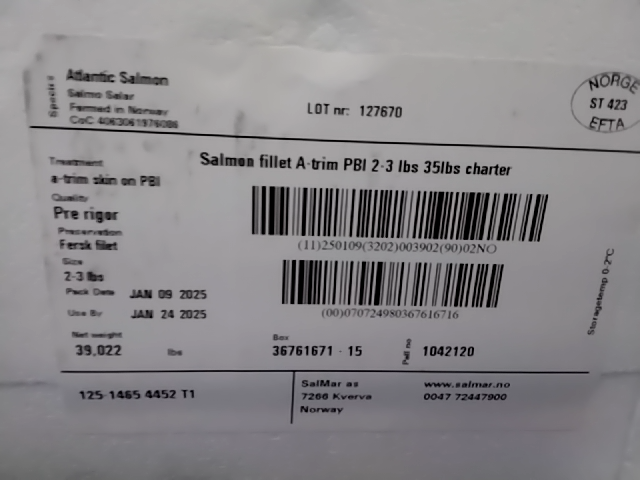 Species
Atlantic Salmon
Salmo Salar
Farmed in Norway
CoC 4063061976086
LOT nr: 127670
NORGE
ST 423
EFTA
Treatment
a-trim skin on PBI
Quality
Pre rigor
Preservation
Fersk filet
Size
2-3 lbs
Pack Date JAN 09 2025
Use By JAN 24 2025
Net weight
39,022 lbs
Salmon fillet A-trim PBI 2-3 lbs 35lbs charter
(11)250109(3202)003902(90)02NO
(00)070724980367616716
Box
36761671 - 15
Pall no
1042120
Storagetemp 0-2°C
125-1465 4452 T1
SalMar as
7266 Kverva
Norway
www.salmar.no
0047 72447900